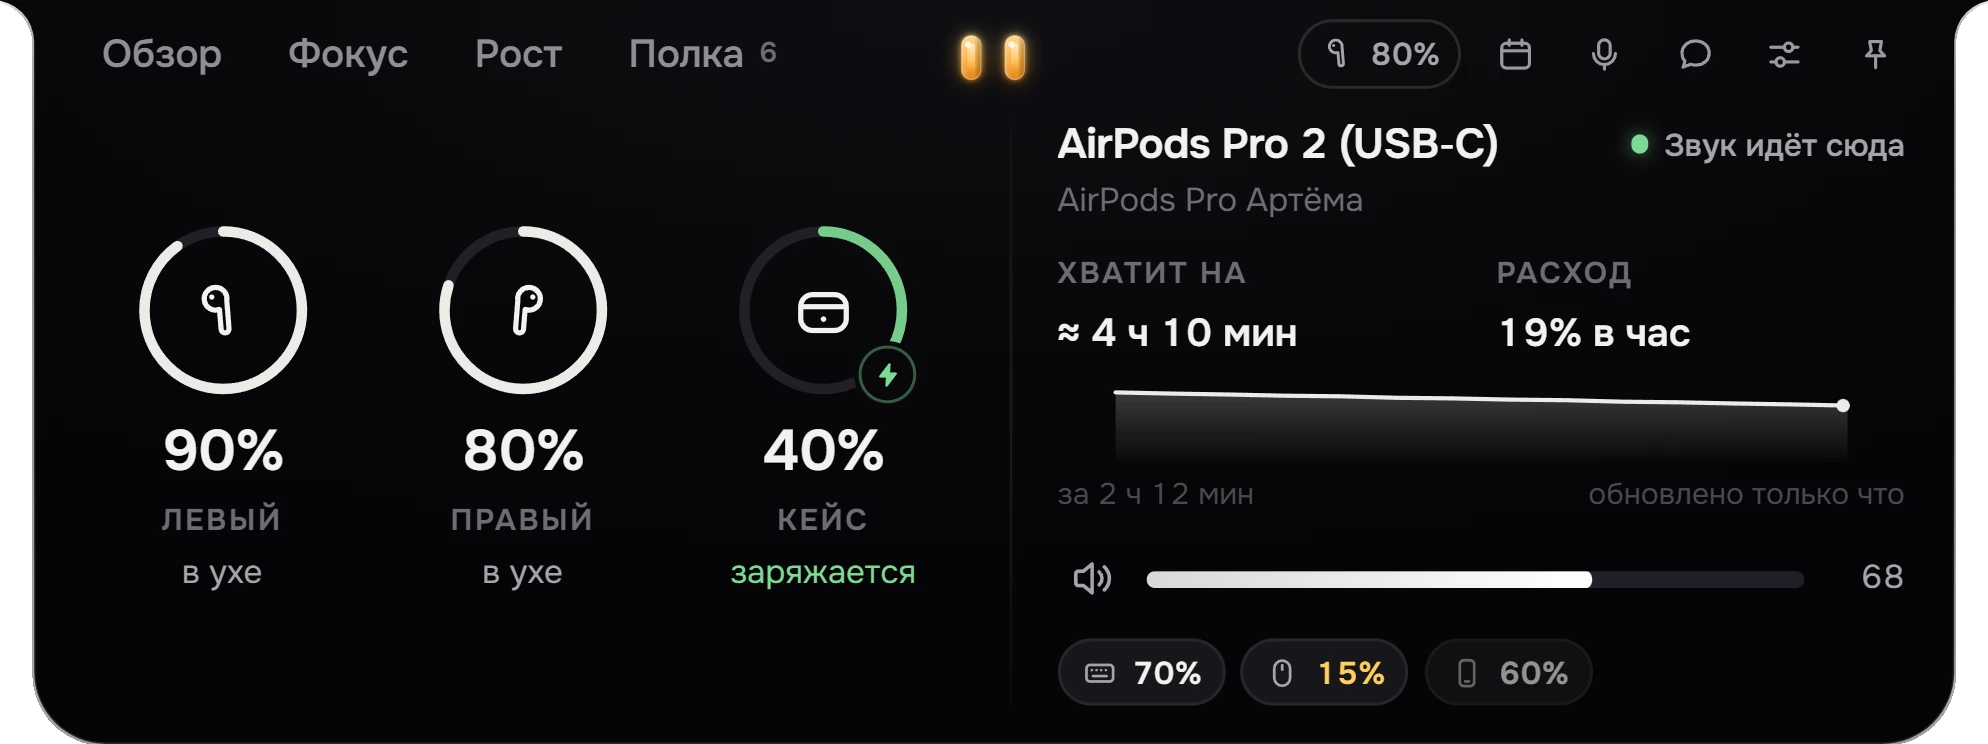 Обзор Фокус Рост Полка 6 80%
AirPods Pro 2 (USB-C) Звук идёт сюда
AirPods Pro Артёма
ХВАТИТ НА РАСХОД
≈ 4 ч 10 мин 19% в час
90% 80% 40%
ЛЕВЫЙ ПРАВЫЙ КЕЙС
в ухе в ухе заряжается
за 2 ч 12 мин обновлено только что
68
70% 15% 60%